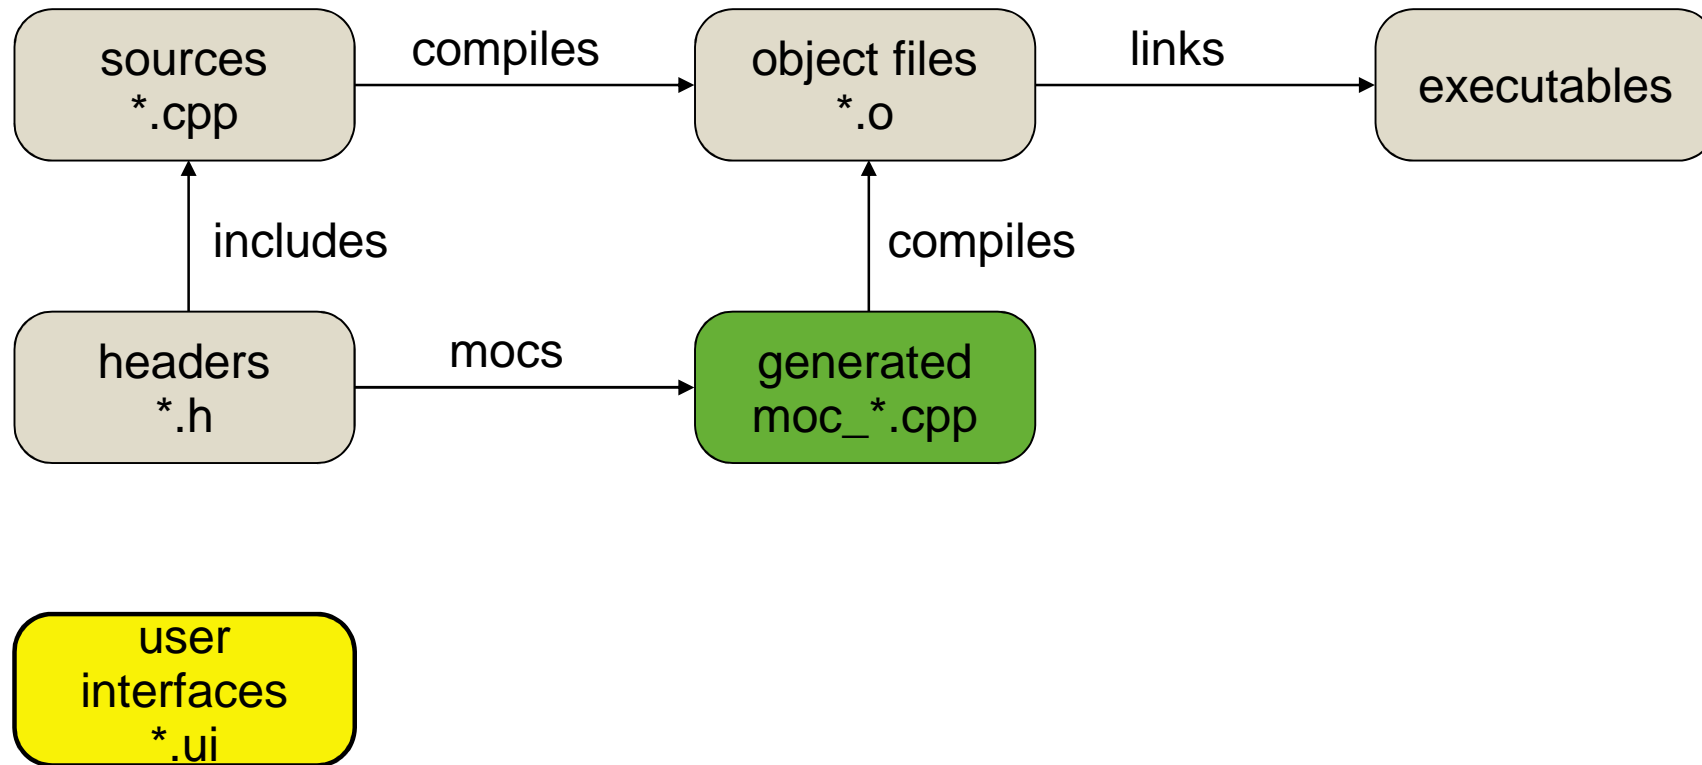 sources
*.cpp
compiles
object files
*.o
links
executables
includes
compiles
headers
*.h
mocs
generated
moc_*.cpp
user
interfaces
*.ui